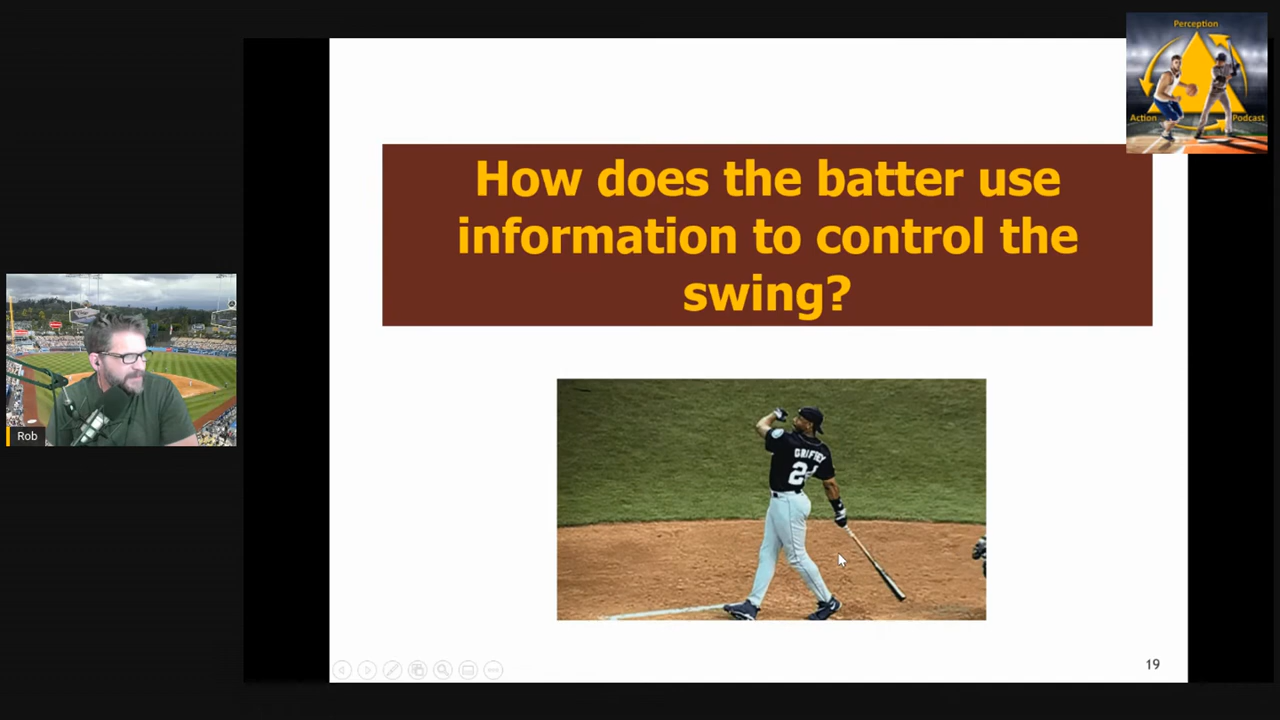 Perception
Action
Podcast
How does the batter use
information to control the
swing?
Rob
GRIFFEY
24
19